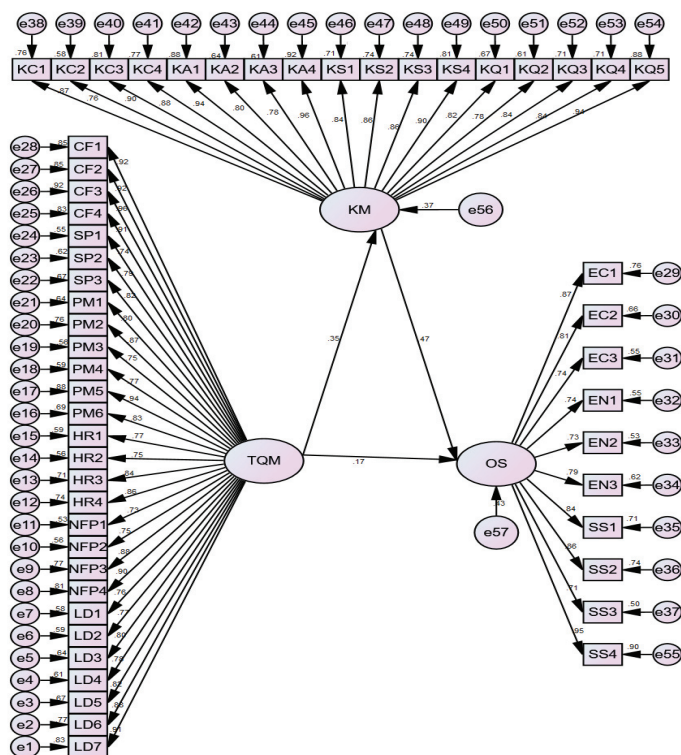 e38 e39 e40 e41 e42 e43 e44 e45 e46 e47 e48 e49 e50 e51 e52 e53 e54
.76 .58 .81 .77 .88 .64 .61 .92 .71 .74 .74 .81 .67 .61 .71 .71 .88
KC1 KC2 KC3 KC4 KA1 KA2 KA3 KA4 KS1 KS2 KS3 KS4 KQ1 KQ2 KQ3 KQ4 KQ5
.87 .76 .90 .88 .94 .80 .78 .96 .84 .86 .86 .90 .82 .78 .84 .84 .94
KM .37 e56
e28 .85 CF1 .92
e27 .85 CF2 .92
e26 .92 CF3 .96
e25 .83 CF4 .91
e24 .55 SP1 .74
e23 .62 SP2 .79
e22 .67 SP3 .82
e21 .64 PM1 .80
e20 .76 PM2 .87
e19 .56 PM3 .75
e18 .59 PM4 .77
e17 .88 PM5 .94
e16 .69 PM6 .83
e15 .59 HR1 .77
e14 .56 HR2 .75
e13 .71 HR3 .84
e12 .74 HR4 .86
e11 .53 NFP1 .73
e10 .56 NFP2 .75
e9 .77 NFP3 .88
e8 .81 NFP4 .90
e7 .58 LD1 .76
e6 .59 LD2 .77
e5 .64 LD3 .80
e4 .61 LD4 .78
e3 .67 LD5 .82
e2 .77 LD6 .88
e1 .83 LD7 .91
TQM
.35
.47
.17
OS
.43
e57
.87 EC1 .76 e29
.81 EC2 .66 e30
.74 EC3 .55 e31
.74 EN1 .55 e32
.73 EN2 .53 e33
.79 EN3 .62 e34
.84 SS1 .71 e35
.86 SS2 .74 e36
.71 SS3 .50 e37
.95 SS4 .90 e55